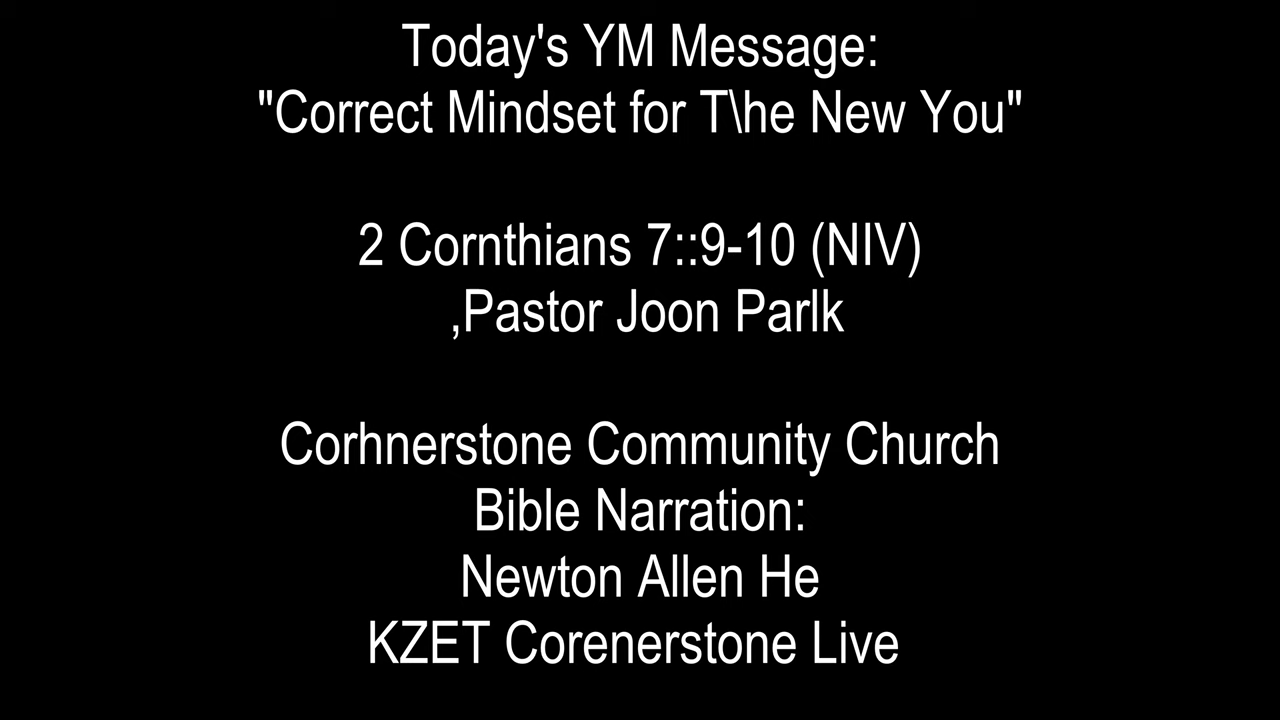 Today's YM Message:
"Correct Mindset for T\he New You"
2 Cornthians 7::9-10 (NIV)
,Pastor Joon Parlk
Corhnerstone Community Church
Bible Narration:
Newton Allen He
KZET Corenerstone Live